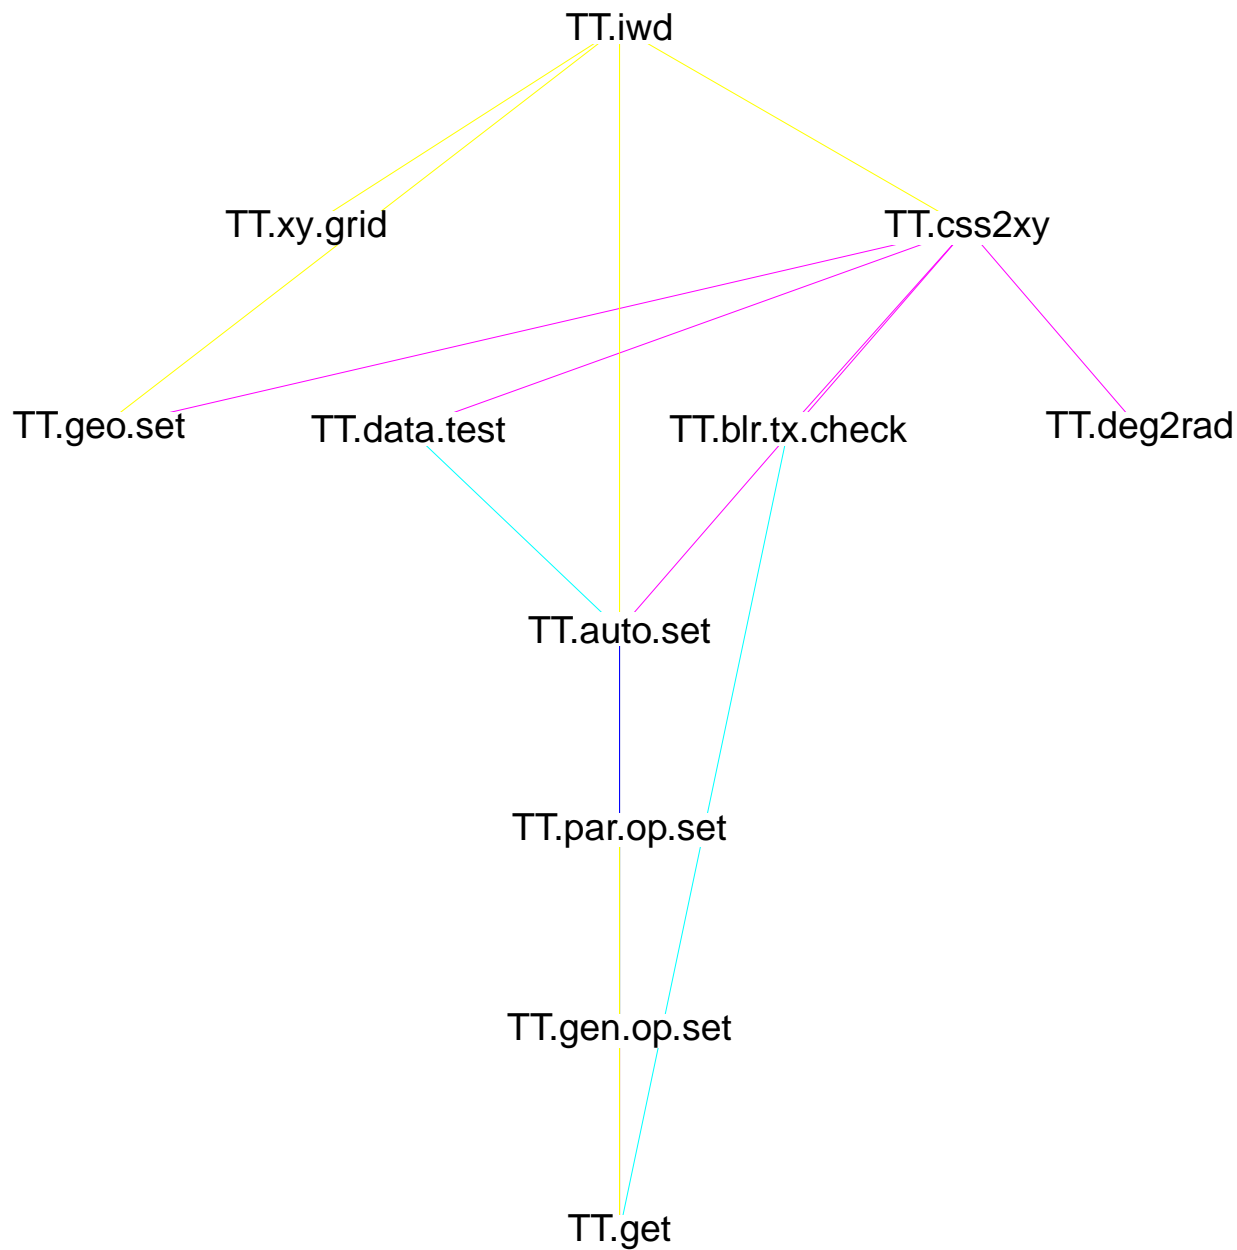 TT.iwd
TT.xy.grid
TT.css2xy
TT.geo.set
TT.data.test
TT.blr.tx.check
TT.deg2rad
TT.auto.set
TT.par.op.set
TT.gen.op.set
TT.get